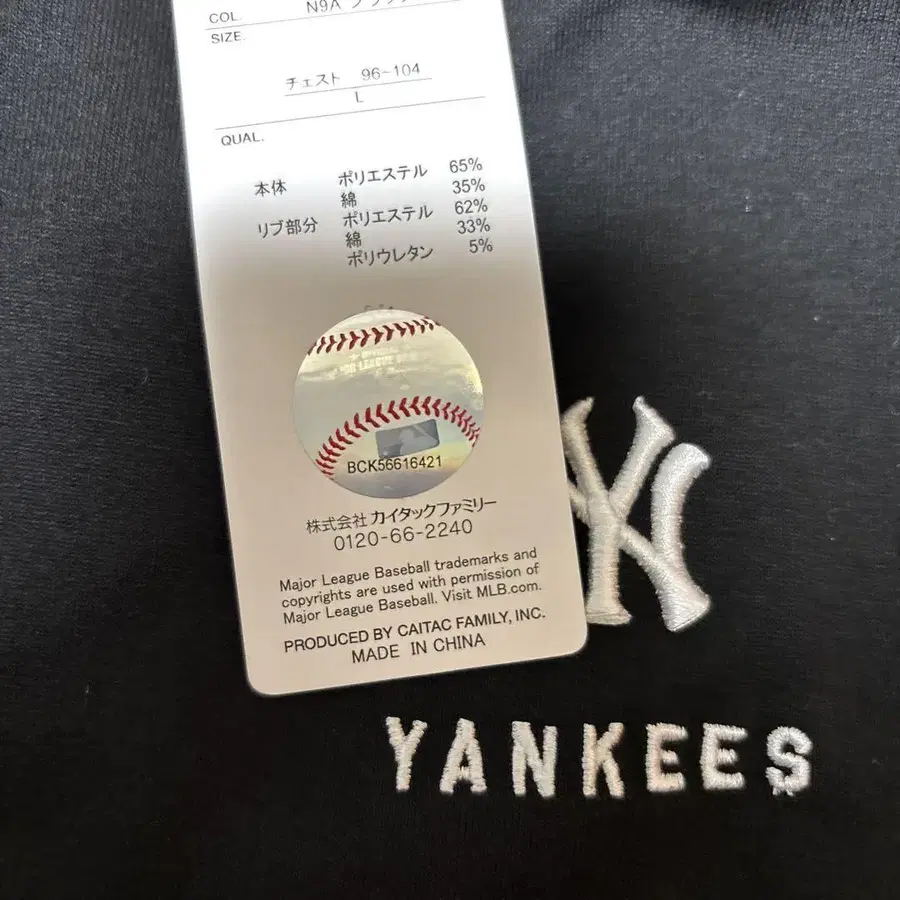 COL. N9A ブラック
SIZE.
チェスト 96-104
L
QUAL.
本体 ポリエステル 65%
綿 35%
リブ部分 ポリエステル 62%
綿 33%
ポリウレタン 5%
BCK56616421
株式会社 カイタックファミリー
0120-66-2240
Major League Baseball trademarks and
copyrights are used with permission of
Major League Baseball. Visit MLB.com.
PRODUCED BY CAITAC FAMILY, INC.
MADE IN CHINA
NY
YANKEES